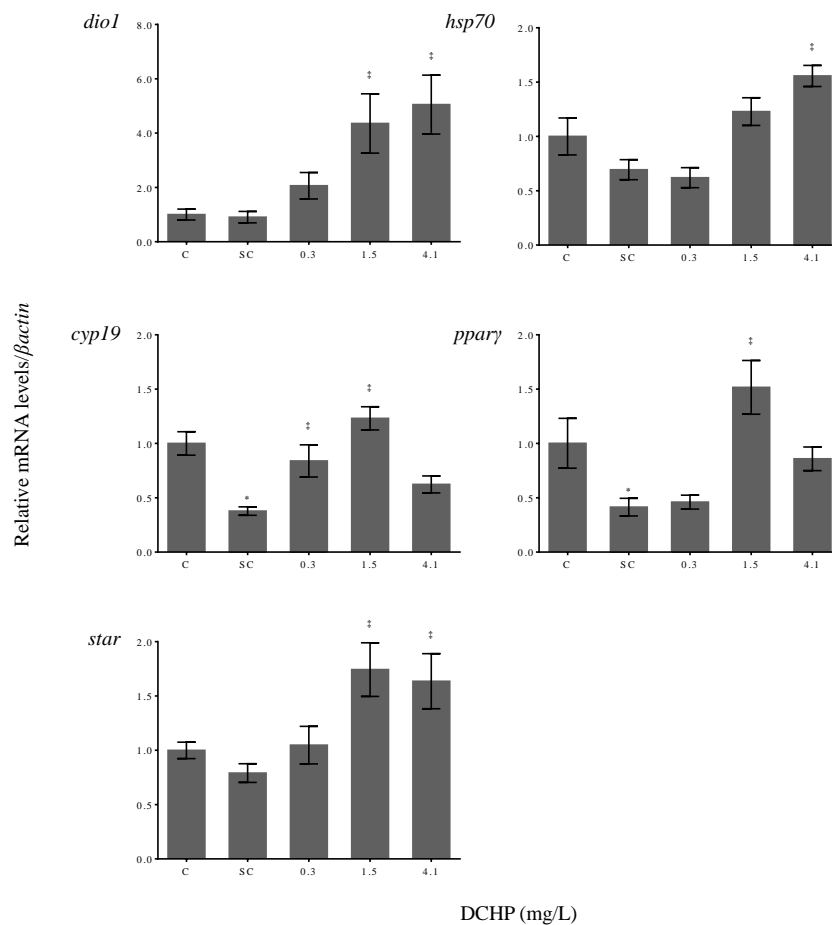 dio1
8.0
6.0
4.0
2.0
0.0
‡
‡
C SC 0.3 1.5 4.1
hsp70
2.0
1.5
1.0
0.5
0.0
‡
C SC 0.3 1.5 4.1
Relative mRNA levels/βactin
cyp19
2.0
1.5
1.0
0.5
0.0
*
‡
‡
C SC 0.3 1.5 4.1
pparγ
2.0
1.5
1.0
0.5
0.0
*
‡
C SC 0.3 1.5 4.1
star
2.0
1.5
1.0
0.5
0.0
‡
‡
C SC 0.3 1.5 4.1
DCHP (mg/L)